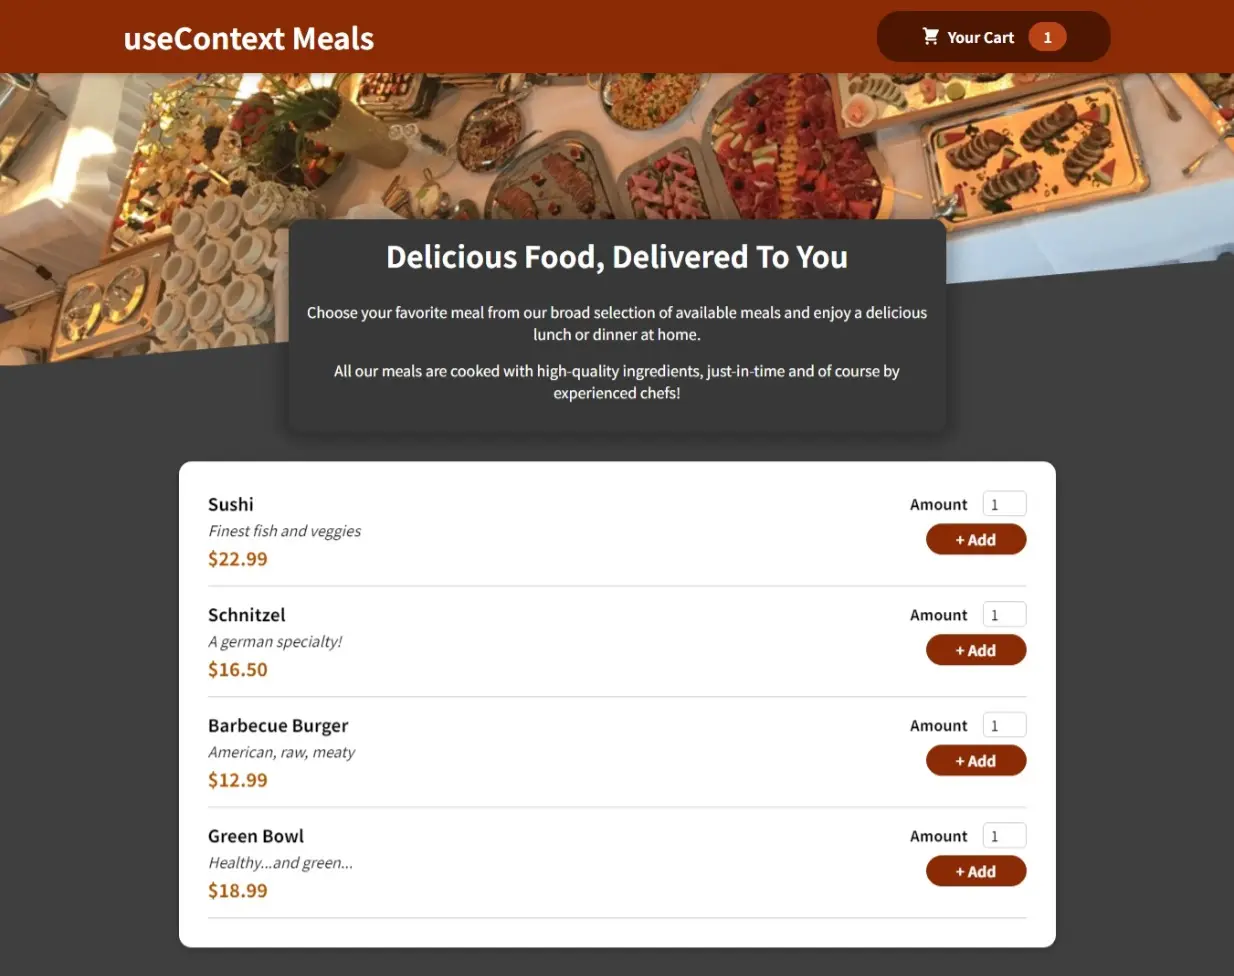 useContext Meals
Your Cart 1
Delicious Food, Delivered To You
Choose your favorite meal from our broad selection of available meals and enjoy a delicious
lunch or dinner at home.
All our meals are cooked with high-quality ingredients, just-in-time and of course by
experienced chefs!
Sushi
Finest fish and veggies
$22.99
Amount 1
+ Add
Schnitzel
A german specialty!
$16.50
Amount 1
+ Add
Barbecue Burger
American, raw, meaty
$12.99
Amount 1
+ Add
Green Bowl
Healthy...and green...
$18.99
Amount 1
+ Add